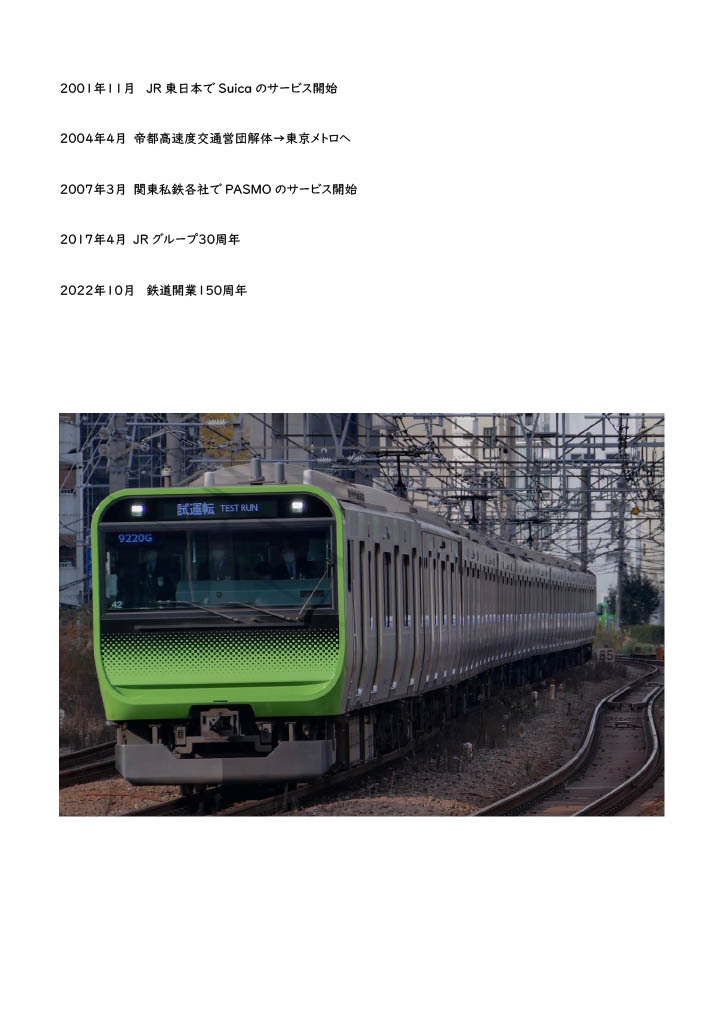 2001年11月　JR東日本でSuicaのサービス開始
2004年4月 帝都高速度交通営団解体→東京メトロへ
2007年3月 関東私鉄各社でPASMOのサービス開始
2017年4月 JRグループ30周年
2022年10月　鉄道開業150周年
試運転 TEST RUN
9220G
42
65